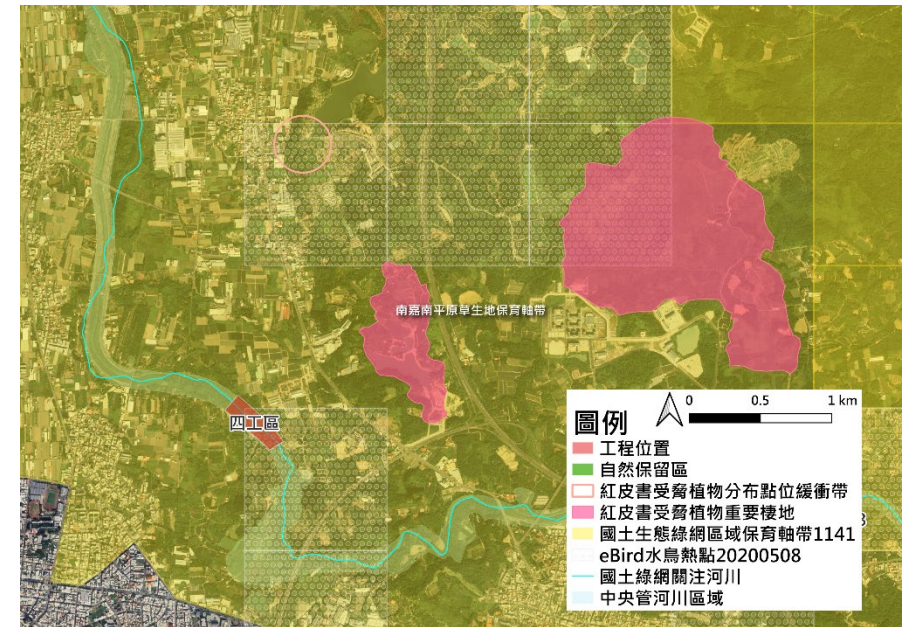 南嘉南平原草生地保育軸帶
四工區
圖例
0 0.5 1 km
工程位置
自然保留區
紅皮書受脅植物分布點位緩衝帶
紅皮書受脅植物重要棲地
國土生態綠網區域保育軸帶1141
eBird水鳥熱點20200508
國土綠網關注河川
中央管河川區域